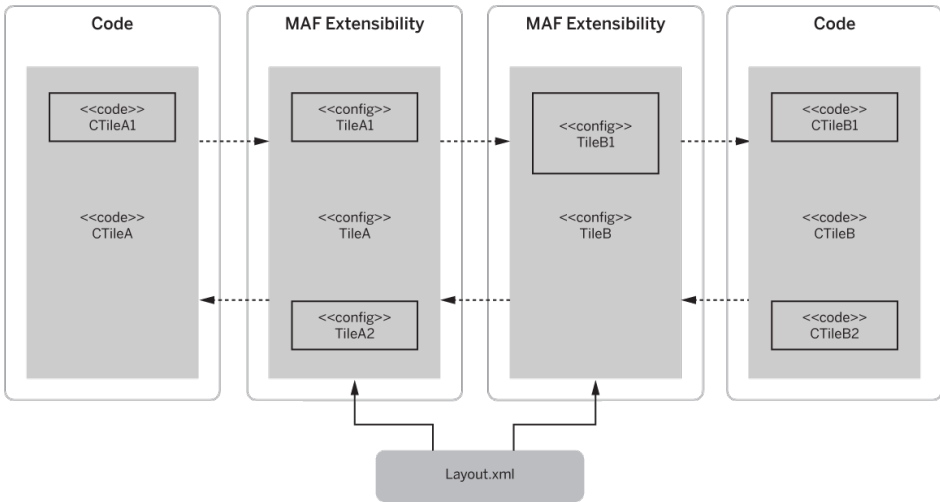 Code
<<code>>
CTileA1
<<code>>
CTileA
MAF Extensibility
<<config>>
TileA1
<<config>>
TileA
<<config>>
TileA2
MAF Extensibility
<<config>>
TileB1
<<config>>
TileB
Code
<<code>>
CTileB1
<<code>>
CTileB
<<code>>
CTileB2
Layout.xml